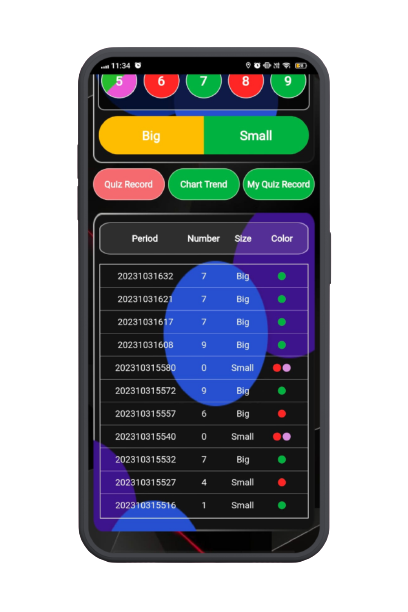 11:34
5 6 7 8 9
Big Small
Quiz Record Chart Trend My Quiz Record
Period Number Size Color
20231031632 7 Big
20231031621 7 Big
20231031617 7 Big
20231031608 9 Big
202310315580 0 Small
202310315572 9 Big
202310315557 6 Big
202310315540 0 Small
202310315532 7 Big
202310315527 4 Small
202310315516 1 Small